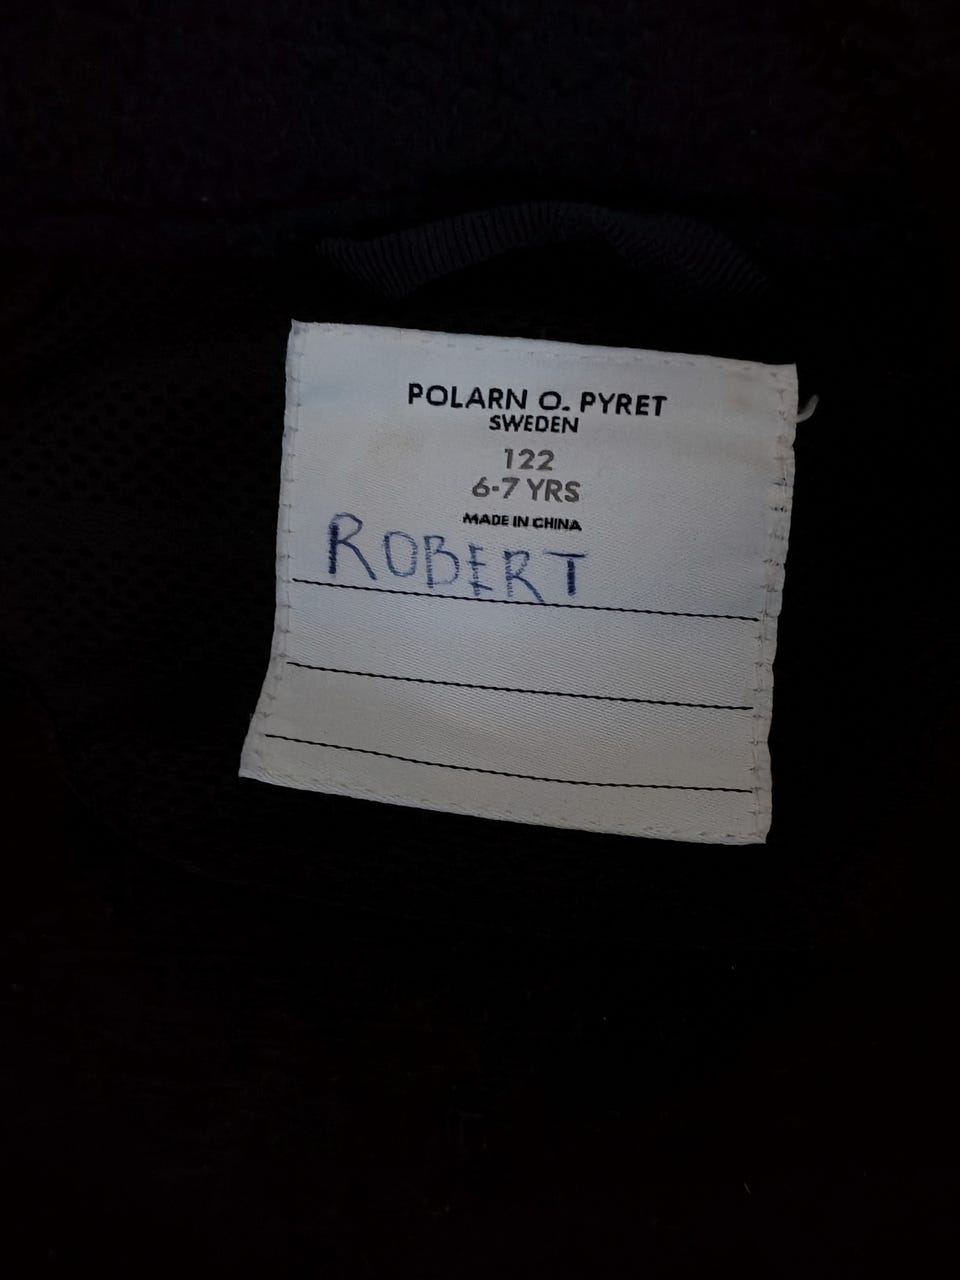 POLARN O. PYRET
SWEDEN
122
6-7 YRS
MADE IN CHINA
ROBERT